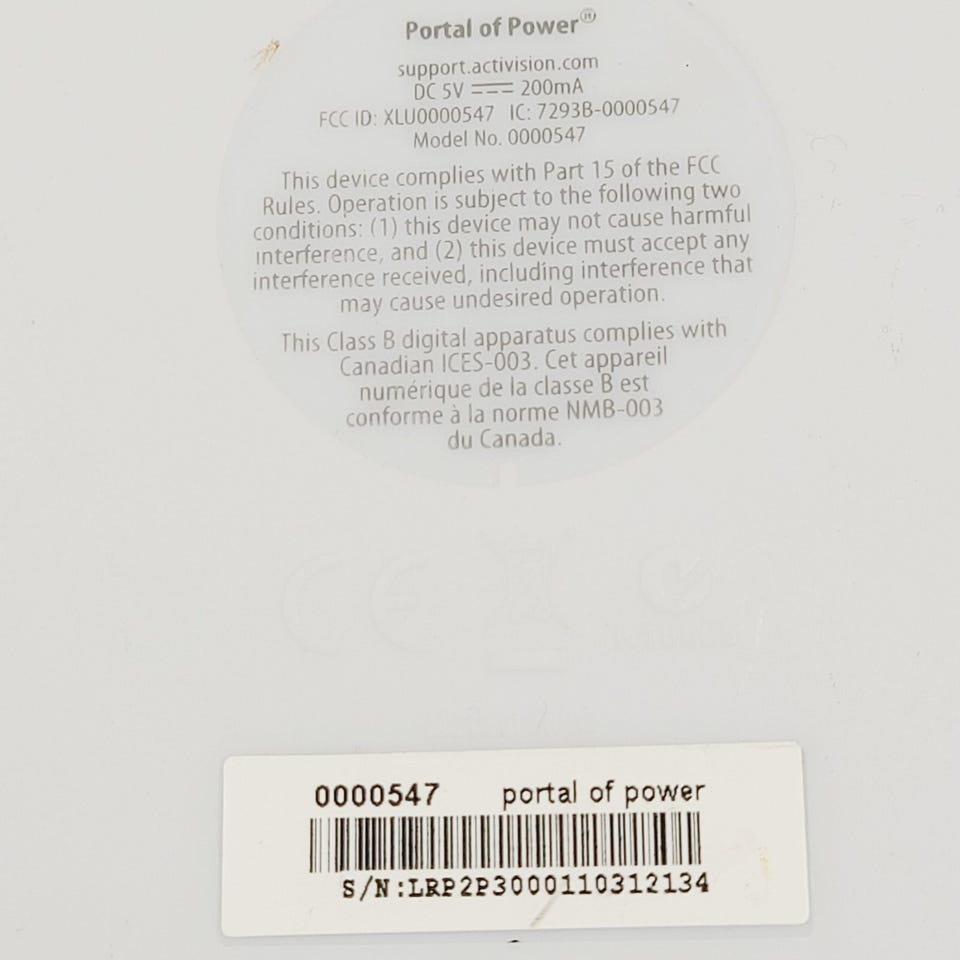 Portal of Power®
support.activision.com
DC 5V ⎓ 200mA
FCC ID: XLU0000547 IC: 7293B-0000547
Model No. 0000547
This device complies with Part 15 of the FCC
Rules. Operation is subject to the following two
conditions: (1) this device may not cause harmful
interference, and (2) this device must accept any
interference received, including interference that
may cause undesired operation.
This Class B digital apparatus complies with
Canadian ICES-003. Cet appareil
numérique de la classe B est
conforme à la norme NMB-003
du Canada.
CE
0000547 portal of power
S/N:LRP2P3000110312134